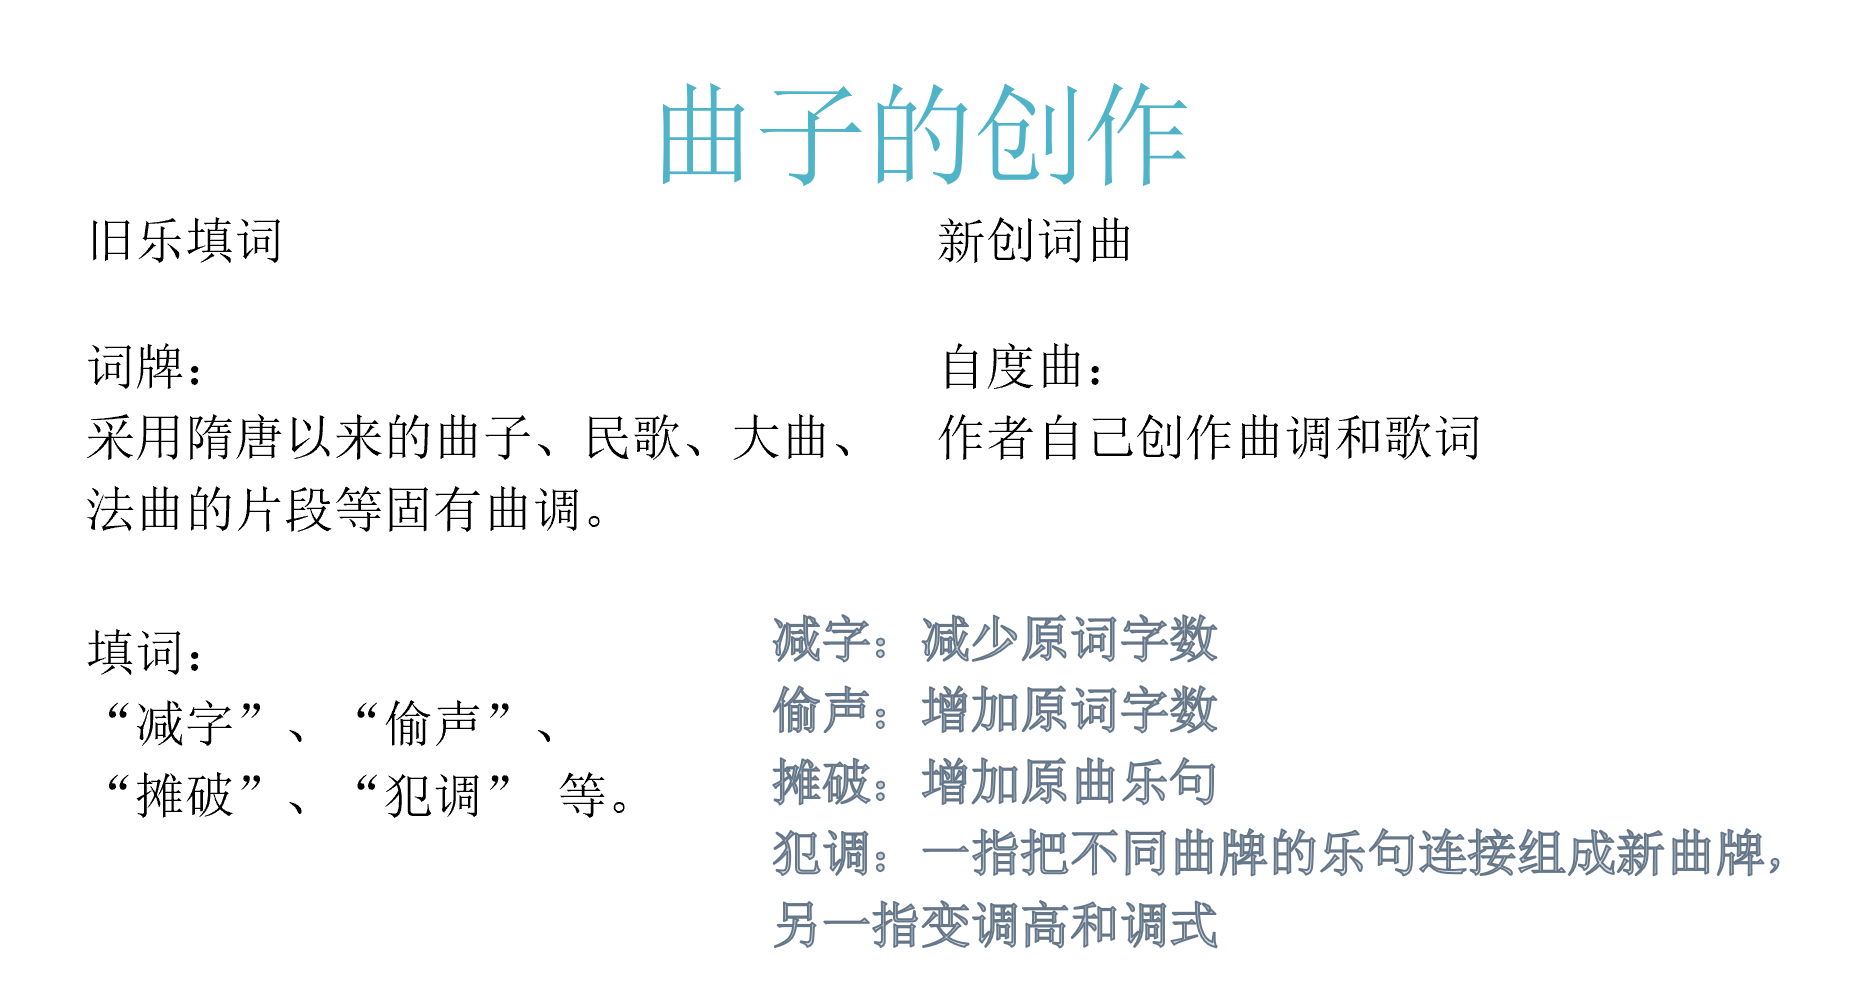 曲子的创作
旧乐填词
词牌：
采用隋唐以来的曲子、民歌、大曲、
法曲的片段等固有曲调。
填词：
“减字”、“偷声”、
“摊破”、“犯调” 等。
新创词曲
自度曲：
作者自己创作曲调和歌词
减字：减少原词字数
偷声：增加原词字数
摊破：增加原曲乐句
犯调：一指把不同曲牌的乐句连接组成新曲牌，
另一指变调高和调式